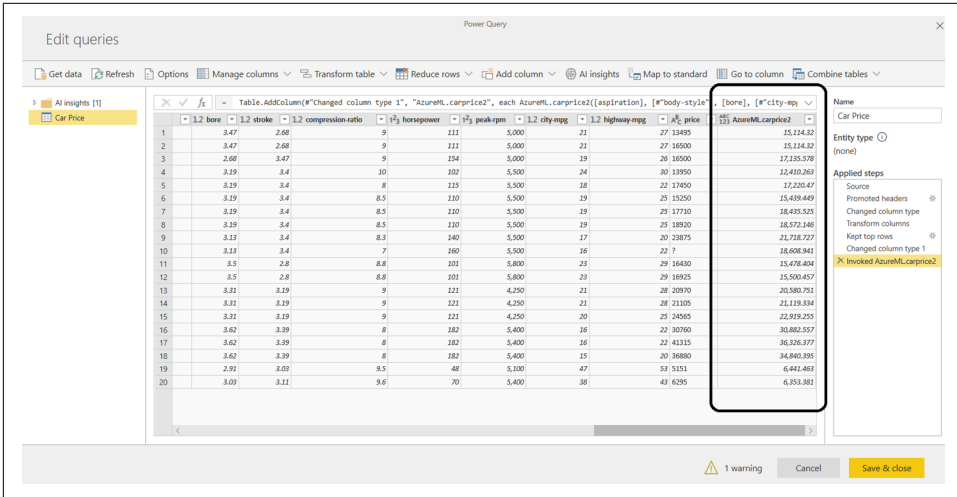 Power Query
Edit queries
Get data Refresh Options Manage columns Transform table Reduce rows Add column AI insights Map to standard Go to column Combine tables
AI insights [1]
Car Price
fx = Table.AddColumn(#"Changed column type 1", "AzureML.carprice2", each AzureML.carprice2([aspiration], [#"body-style"], [bore], [#"city-mpg
1.2 bore 1.2 stroke 1.2 compression-ratio 1²3 horsepower 1²3 peak-rpm 1.2 city-mpg 1.2 highway-mpg ABC price ABC 123 AzureML.carprice2
1 3.47 2.68 9 111 5,000 21 27 13495 15,114.32
2 3.47 2.68 9 111 5,000 21 27 16500 15,114.32
3 2.68 3.47 9 154 5,000 19 26 16500 17,135.578
4 3.19 3.4 10 102 5,500 24 30 13950 12,410.263
5 3.19 3.4 8 115 5,500 18 22 17450 17,220.47
6 3.19 3.4 8.5 110 5,500 19 25 15250 15,439.449
7 3.19 3.4 8.5 110 5,500 19 25 17710 18,435.525
8 3.19 3.4 8.5 110 5,500 19 25 18920 18,572.146
9 3.13 3.4 8.3 140 5,500 17 20 23875 21,718.727
10 3.13 3.4 7 160 5,500 16 22 ? 18,608.941
11 3.5 2.8 8.8 101 5,800 23 29 16430 15,478.404
12 3.5 2.8 8.8 101 5,800 23 29 16925 15,500.457
13 3.31 3.19 9 121 4,250 21 28 20970 20,580.751
14 3.31 3.19 9 121 4,250 21 28 21105 21,119.334
15 3.31 3.19 9 121 4,250 20 25 24565 22,919.255
16 3.62 3.39 8 182 5,400 16 22 30760 30,882.557
17 3.62 3.39 8 182 5,400 16 22 41315 36,326.377
18 3.62 3.39 8 182 5,400 15 20 36880 34,840.395
19 2.91 3.03 9.5 48 5,100 47 53 5151 6,441.463
20 3.03 3.11 9.6 70 5,400 38 43 6295 6,353.381
Name
Car Price
Entity type
(none)
Applied steps
Source
Promoted headers
Changed column type
Transform columns
Kept top rows
Changed column type 1
Invoked AzureML.carprice2
1 warning Cancel Save & close